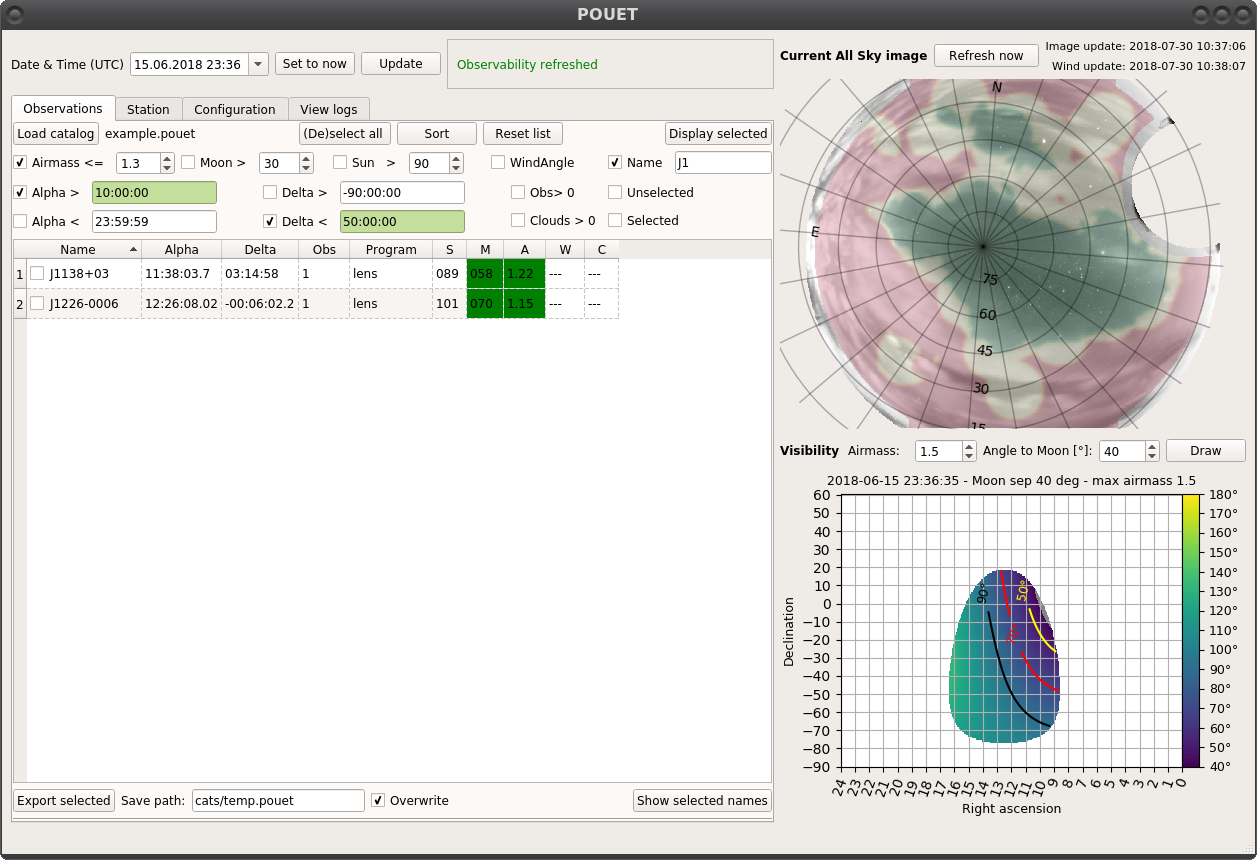 POUET
Date & Time (UTC) 15.06.2018 23:36 Set to now Update Observability refreshed
Observations Station Configuration View logs
Load catalog example.pouet (De)select all Sort Reset list Display selected
Airmass <= 1.3 Moon > 30 Sun > 90 WindAngle Name J1
Alpha > 10:00:00 Delta > -90:00:00 Obs> 0 Unselected
Alpha < 23:59:59 Delta < 50:00:00 Clouds > 0 Selected
Name Alpha Delta Obs Program S M A W C
1 J1138+03 11:38:03.7 03:14:58 1 lens 089 058 1.22 --- ---
2 J1226-0006 12:26:08.02 -00:06:02.2 1 lens 101 070 1.15 --- ---
Export selected Save path: cats/temp.pouet Overwrite Show selected names
Current All Sky image Refresh now
Image update: 2018-07-30 10:37:06
Wind update: 2018-07-30 10:38:07
N
E
75
60
45
30
15
Visibility Airmass: 1.5 Angle to Moon [°]: 40 Draw
2018-06-15 23:36:35 - Moon sep 40 deg - max airmass 1.5
Declination
60
50
40
30
20
10
0
−10
−20
−30
−40
−50
−60
−70
−80
−90
90°
50°
180°
170°
160°
150°
140°
130°
120°
110°
100°
90°
80°
70°
60°
50°
40°
24 23 22 21 20 19 18 17 16 15 14 13 12 11 10 9 8 7 6 5 4 3 2 1 0
Right ascension